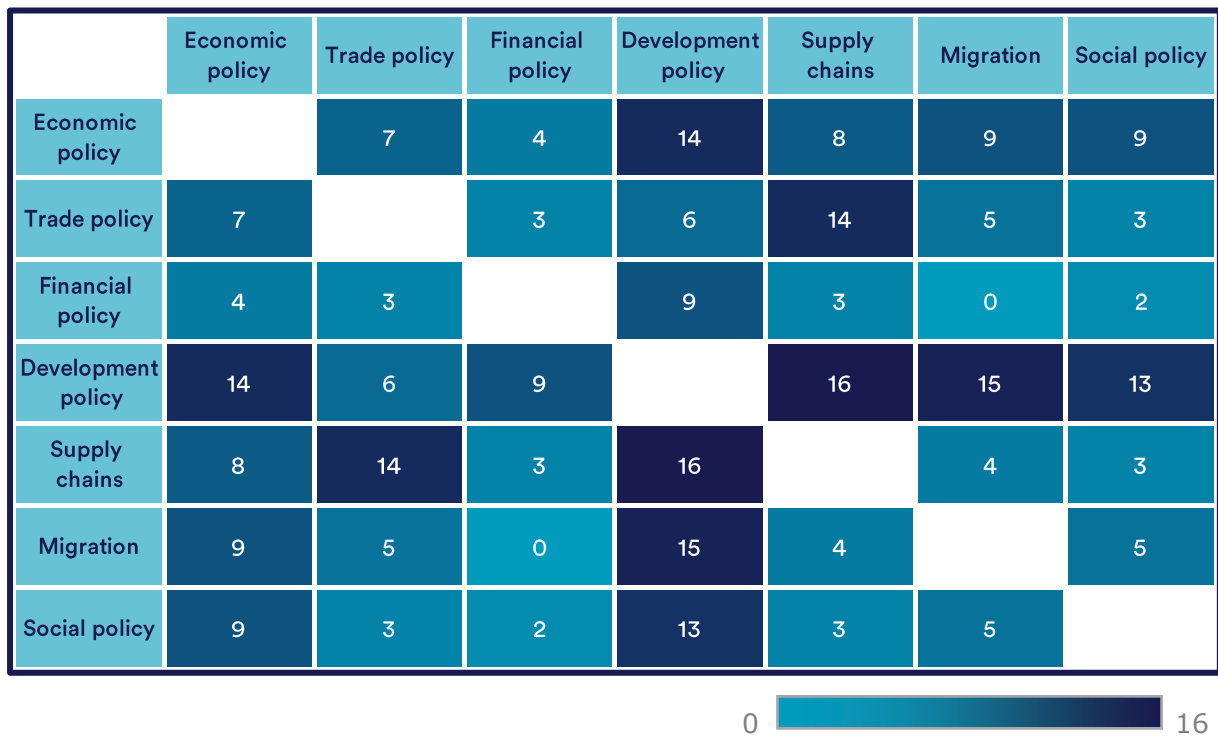 Economic policy Trade policy Financial policy Development policy Supply chains Migration Social policy
Economic policy 7 4 14 8 9 9
Trade policy 7 3 6 14 5 3
Financial policy 4 3 9 3 0 2
Development policy 14 6 9 16 15 13
Supply chains 8 14 3 16 4 3
Migration 9 5 0 15 4 5
Social policy 9 3 2 13 3 5
0 16